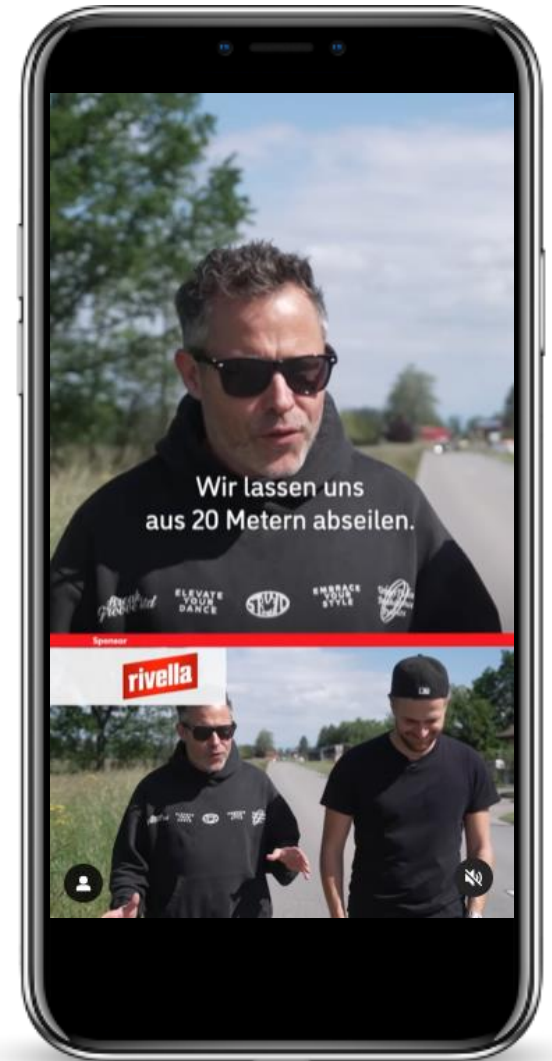 Wir lassen uns
aus 20 Metern abseilen.
ELEVATE
YOUR
DANCE
EMBRACE
YOUR
STYLE
Sponsor
rivella